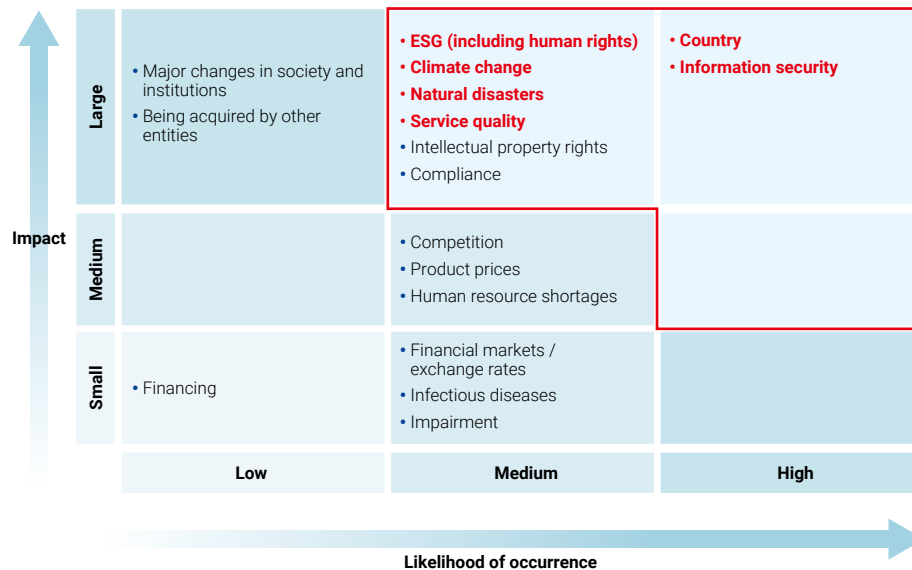 Impact
Large
• Major changes in society and
institutions
• Being acquired by other
entities
• ESG (including human rights)
• Climate change
• Natural disasters
• Service quality
• Intellectual property rights
• Compliance
• Country
• Information security
Medium
• Competition
• Product prices
• Human resource shortages
Small
• Financing
• Financial markets /
exchange rates
• Infectious diseases
• Impairment
Low
Medium
High
Likelihood of occurrence